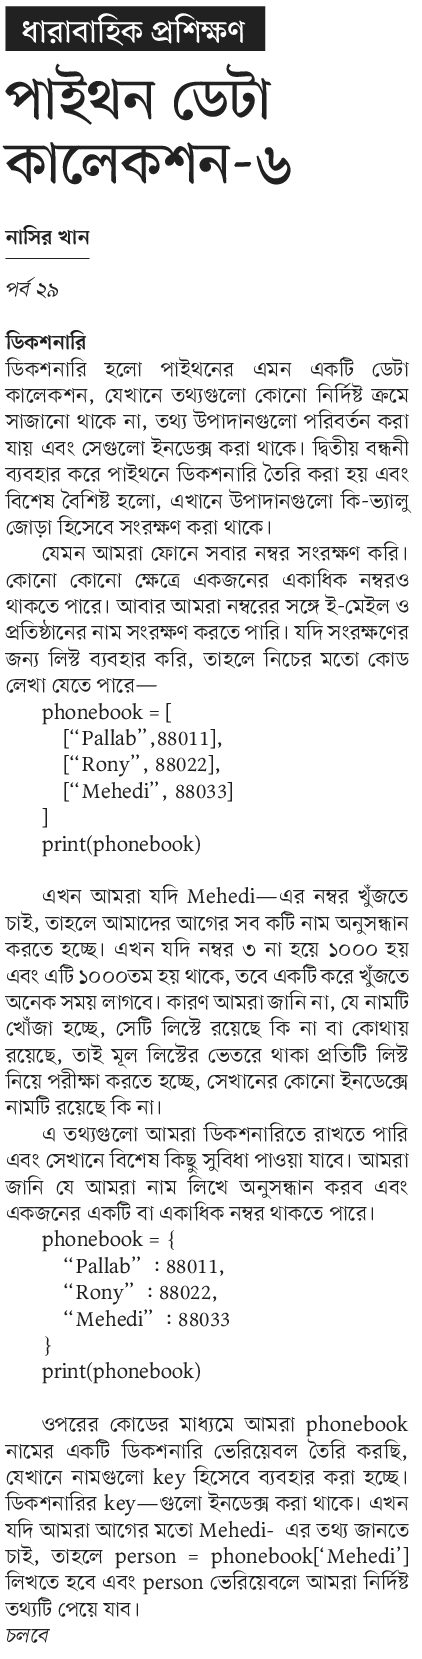 ধারাবাহিক প্রশিক্ষণ
পাইথন ডেটা
কালেকশন-৬
নাসির খান
পর্ব ২৯
ডিকশনারি
ডিকশনারি হলো পাইথনের এমন একটি ডেটা
কালেকশন, যেখানে তথ্যগুলো কোনো নির্দিষ্ট ক্রমে
সাজানো থাকে না, তথ্য উপাদানগুলো পরিবর্তন করা
যায় এবং সেগুলো ইনডেক্স করা থাকে। দ্বিতীয় বন্ধনী
ব্যবহার করে পাইথনে ডিকশনারি তৈরি করা হয় এবং
বিশেষ বৈশিষ্ট হলো, এখানে উপাদানগুলো কি-ভ্যালু
জোড়া হিসেবে সংরক্ষণ করা থাকে।
যেমন আমরা ফোনে সবার নম্বর সংরক্ষণ করি।
কোনো কোনো ক্ষেত্রে একজনের একাধিক নম্বরও
থাকতে পারে। আবার আমরা নম্বরের সঙ্গে ই-মেইল ও
প্রতিষ্ঠানের নাম সংরক্ষণ করতে পারি। যদি সংরক্ষণের
জন্য লিস্ট ব্যবহার করি, তাহলে নিচের মতো কোড
লেখা যেতে পারে—
phonebook = [
[“Pallab”,88011],
[“Rony”, 88022],
[“Mehedi”, 88033]
]
print(phonebook)
এখন আমরা যদি Mehedi—এর নম্বর খুঁজতে
চাই, তাহলে আমাদের আগের সব কটি নাম অনুসন্ধান
করতে হচ্ছে। এখন যদি নম্বর ৩ না হয়ে ১০০০ হয়
এবং এটি ১০০০তম হয় থাকে, তবে একটি করে খুঁজতে
অনেক সময় লাগবে। কারণ আমরা জানি না, যে নামটি
খোঁজা হচ্ছে, সেটি লিস্টে রয়েছে কি না বা কোথায়
রয়েছে, তাই মূল লিস্টের ভেতরে থাকা প্রতিটি লিস্ট
নিয়ে পরীক্ষা করতে হচ্ছে, সেখানের কোনো ইনডেক্সে
নামটি রয়েছে কি না।
এ তথ্যগুলো আমরা ডিকশনারিতে রাখতে পারি
এবং সেখানে বিশেষ কিছু সুবিধা পাওয়া যাবে। আমরা
জানি যে আমরা নাম লিখে অনুসন্ধান করব এবং
একজনের একটি বা একাধিক নম্বর থাকতে পারে।
phonebook = {
“Pallab” : 88011,
“Rony” : 88022,
“Mehedi” : 88033
}
print(phonebook)
ওপরের কোডের মাধ্যমে আমরা phonebook
নামের একটি ডিকশনারি ভেরিয়েবল তৈরি করছি,
যেখানে নামগুলো key হিসেবে ব্যবহার করা হচ্ছে।
ডিকশনারির key—গুলো ইনডেক্স করা থাকে। এখন
যদি আমরা আগের মতো Mehedi- এর তথ্য জানতে
চাই, তাহলে person = phonebook[‘Mehedi’]
লিখতে হবে এবং person ভেরিয়েবলে আমরা নির্দিষ্ট
তথ্যটি পেয়ে যাব।
চলবে